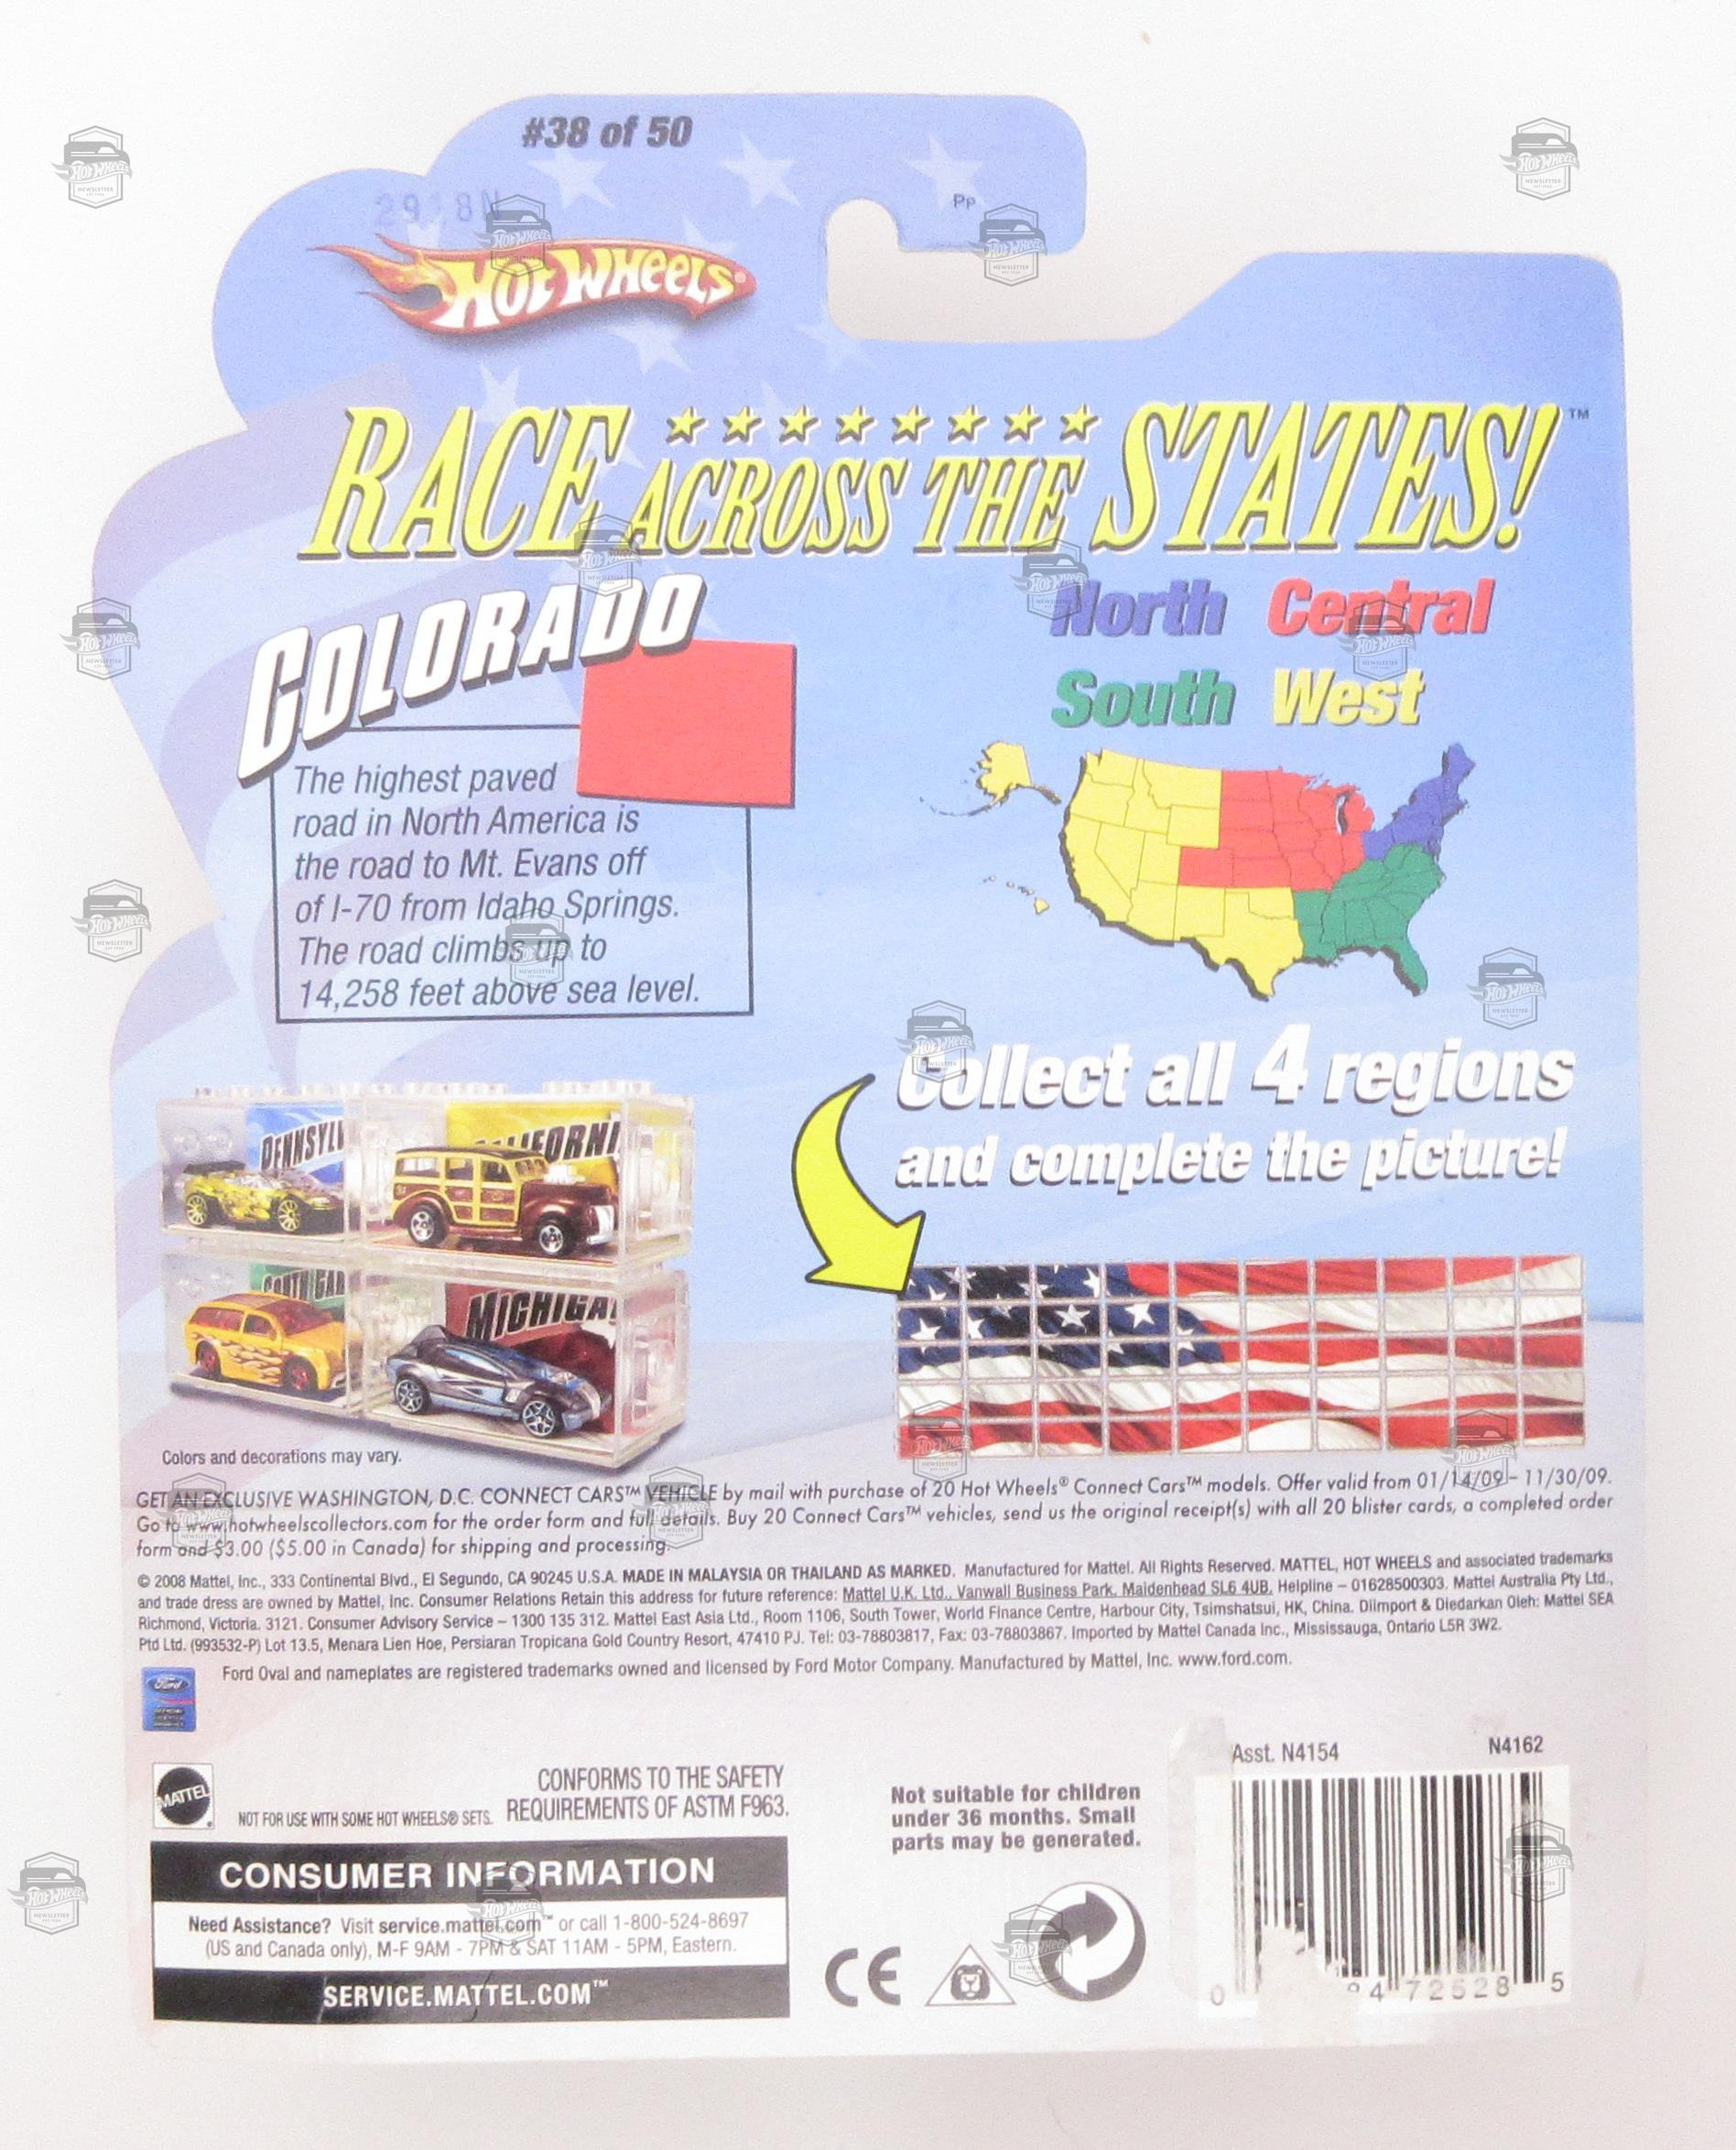 #38 of 50
HOT WHEELS®
Pp
RACE ACROSS THE STATES!™
COLORADO
The highest paved
road in North America is
the road to Mt. Evans off
of I-70 from Idaho Springs.
The road climbs up to
14,258 feet above sea level.
North Central
South West
Collect all 4 regions
and complete the picture!
PENNSYL
CALIFORNI
MICHIGA
Colors and decorations may vary.
GET AN EXCLUSIVE WASHINGTON, D.C. CONNECT CARS™ VEHICLE by mail with purchase of 20 Hot Wheels® Connect Cars™ models. Offer valid from 01/14/09 – 11/30/09.
Go to www.hotwheelscollectors.com for the order form and full details. Buy 20 Connect Cars™ vehicles, send us the original receipt(s) with all 20 blister cards, a completed order
form and $3.00 ($5.00 in Canada) for shipping and processing.
© 2008 Mattel, Inc., 333 Continental Blvd., El Segundo, CA 90245 U.S.A. MADE IN MALAYSIA OR THAILAND AS MARKED. Manufactured for Mattel. All Rights Reserved. MATTEL, HOT WHEELS and associated trademarks
and trade dress are owned by Mattel, Inc. Consumer Relations Retain this address for future reference: Mattel U.K. Ltd., Vanwall Business Park, Maidenhead SL6 4UB. Helpline – 01628500303. Mattel Australia Pty Ltd.,
Richmond, Victoria. 3121. Consumer Advisory Service – 1300 135 312. Mattel East Asia Ltd., Room 1106, South Tower, World Finance Centre, Harbour City, Tsimshatsui, HK, China. Diimport & Diedarkan Oleh: Mattel SEA
Ptd Ltd. (993532-P) Lot 13.5, Menara Lien Hoe, Persiaran Tropicana Gold Country Resort, 47410 PJ. Tel: 03-78803817, Fax: 03-78803867. Imported by Mattel Canada Inc., Mississauga, Ontario L5R 3W2.
Ford Oval and nameplates are registered trademarks owned and licensed by Ford Motor Company. Manufactured by Mattel, Inc. www.ford.com.
Ford
MATTEL
NOT FOR USE WITH SOME HOT WHEELS® SETS.
CONFORMS TO THE SAFETY
REQUIREMENTS OF ASTM F963.
CONSUMER INFORMATION
Need Assistance? Visit service.mattel.com™ or call 1-800-524-8697
(US and Canada only), M-F 9AM - 7PM & SAT 11AM - 5PM, Eastern.
SERVICE.MATTEL.COM™
Not suitable for children
under 36 months. Small
parts may be generated.
CE
Asst. N4154 N4162
0 94 72528 5
HOT WHEELS
NEWSLETTER